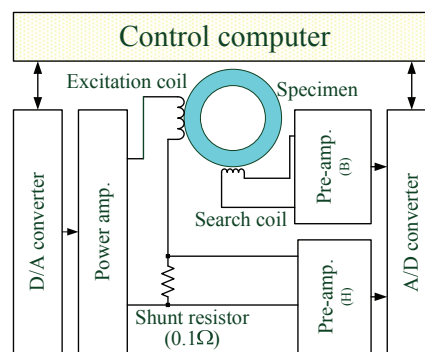 Control computer
Excitation coil
Specimen
D/A converter
Power amp.
Search coil
Pre-amp.
(B)
A/D converter
Pre-amp.
(H)
Shunt resistor
(0.1Ω)